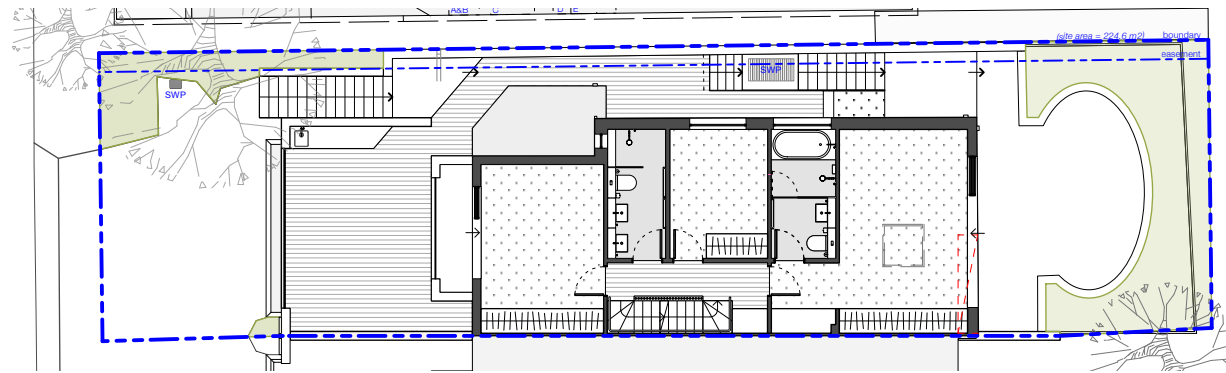 A&B C D E
(site area = 224.6 m2) boundary
easement
SWP
SWP